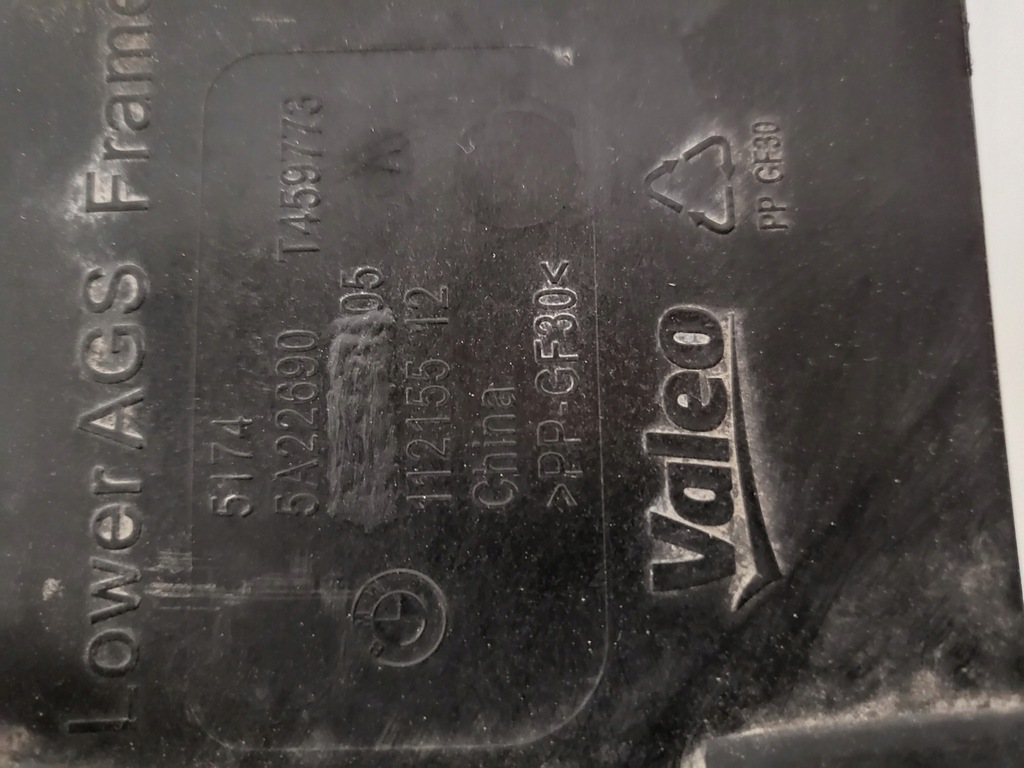 Lower AGS Frame
5174
5A22690 T459773
05 A
112155 12
China
>PP-GF30<
Valeo
PP GF30